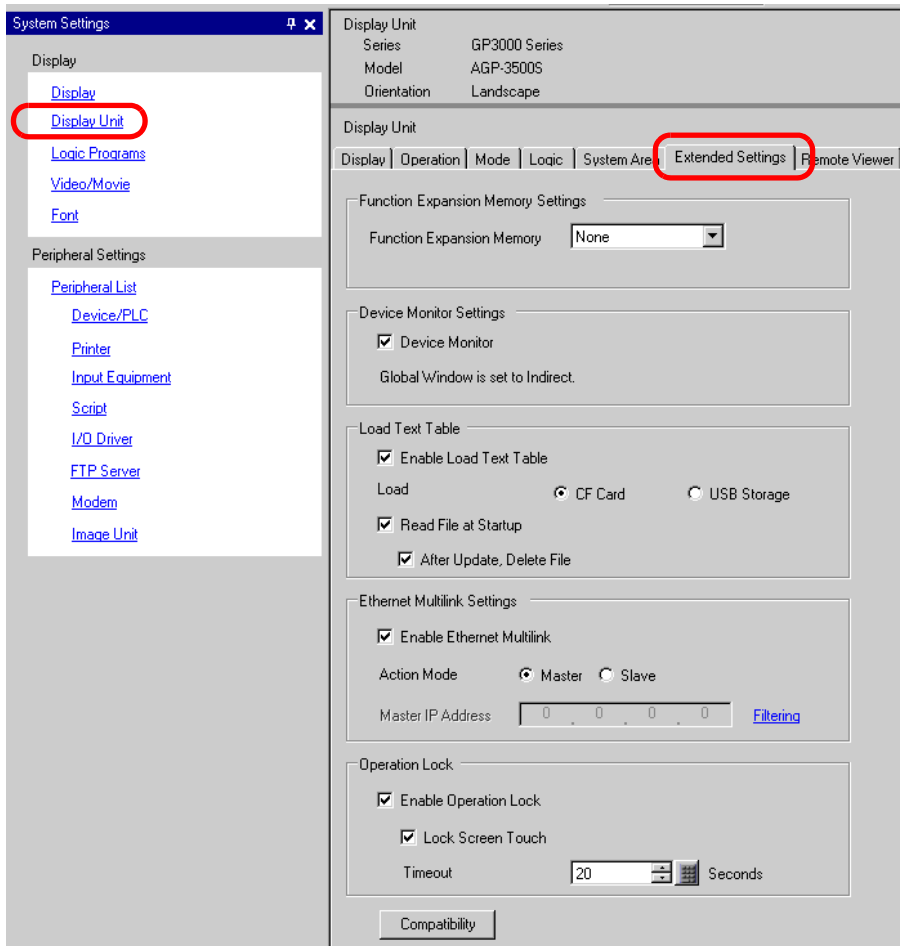 System Settings
Display
Display
Display Unit
Logic Programs
Video/Movie
Font
Peripheral Settings
Peripheral List
Device/PLC
Printer
Input Equipment
Script
I/O Driver
FTP Server
Modem
Image Unit
Display Unit
Series GP3000 Series
Model AGP-3500S
Orientation Landscape
Display Unit
Display Operation Mode Logic System Area Extended Settings Remote Viewer
Function Expansion Memory Settings
Function Expansion Memory None
Device Monitor Settings
Device Monitor
Global Window is set to Indirect.
Load Text Table
Enable Load Text Table
Load CF Card USB Storage
Read File at Startup
After Update, Delete File
Ethernet Multilink Settings
Enable Ethernet Multilink
Action Mode Master Slave
Master IP Address 0 . 0 . 0 . 0 Filtering
Operation Lock
Enable Operation Lock
Lock Screen Touch
Timeout 20 Seconds
Compatibility